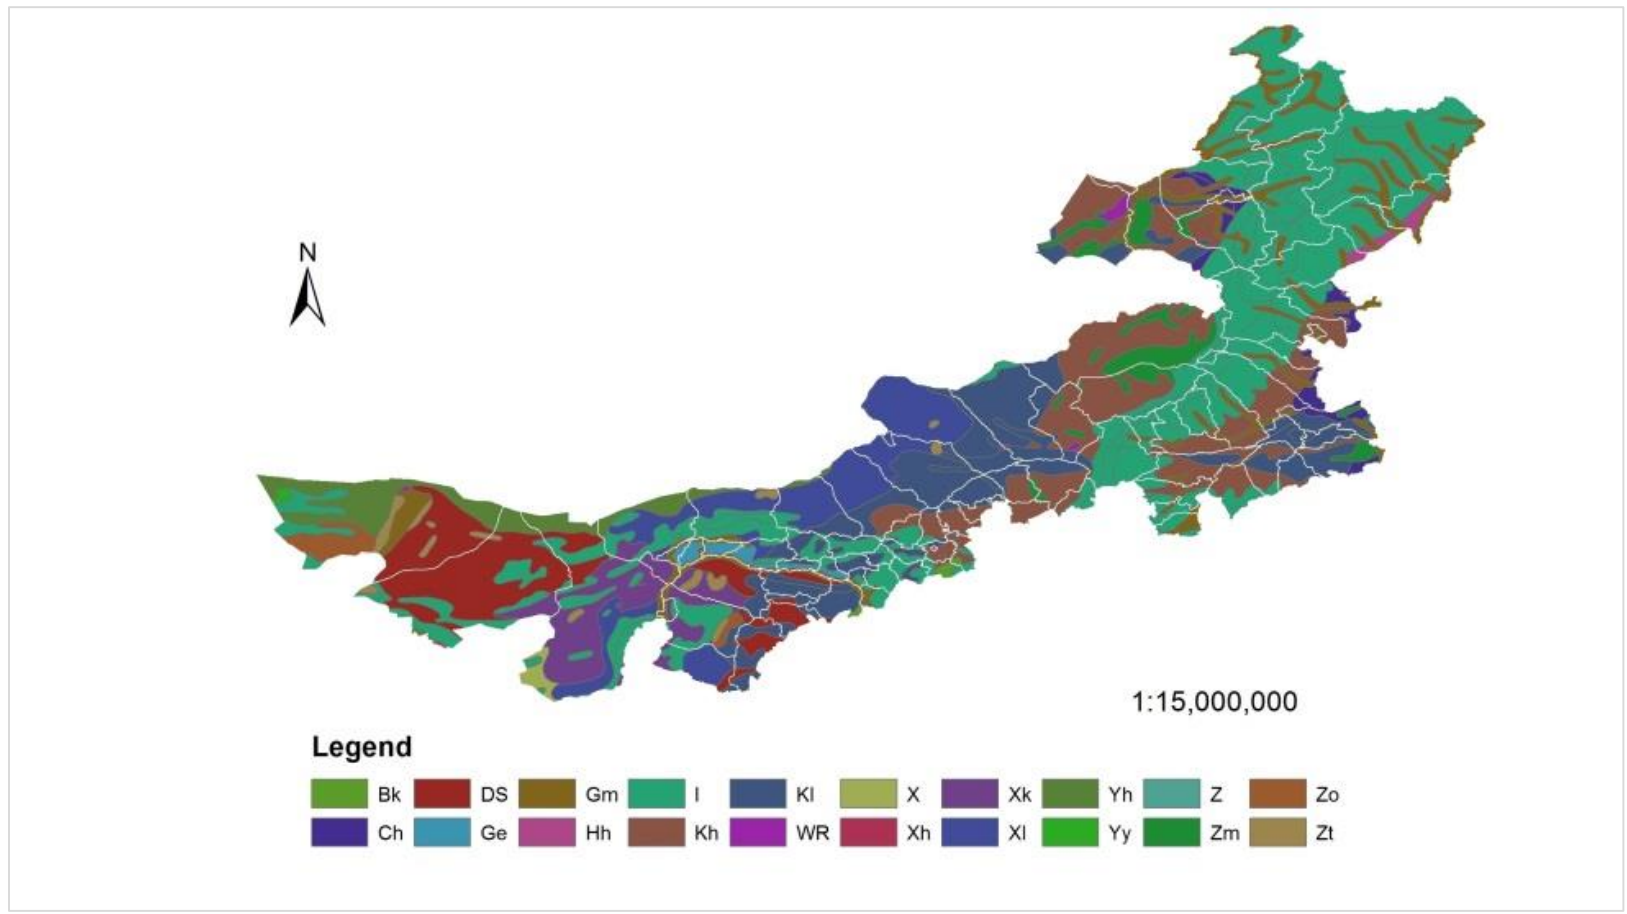 N
1:15,000,000
Legend
Bk DS Gm I Kl X Xk Yh Z Zo
Ch Ge Hh Kh WR Xh Xl Yy Zm Zt